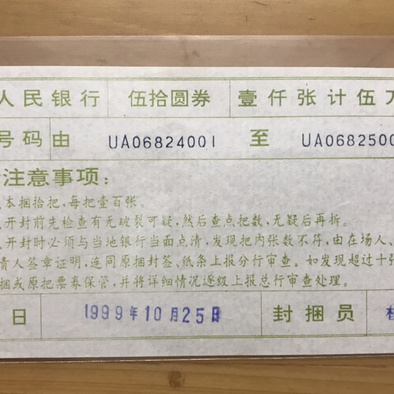 人民银行 伍拾圆券 壹仟张计伍万
号码由 UA06824001 至 UA0682500
注意事项：
本捆拾把，每把壹百张。
开封前先检查有无破裂可疑，然后查点把数，无疑后再拆。
开封时必须与当地银行当面点清，发现把内张数不符，由在场人、
责人签章证明，连同原捆封签、纸条上报分行审查。如发现超过十张
捆或原把票券保管，并将详细情况逐级上报总行审查处理。
日 1999年10月25日 封捆员